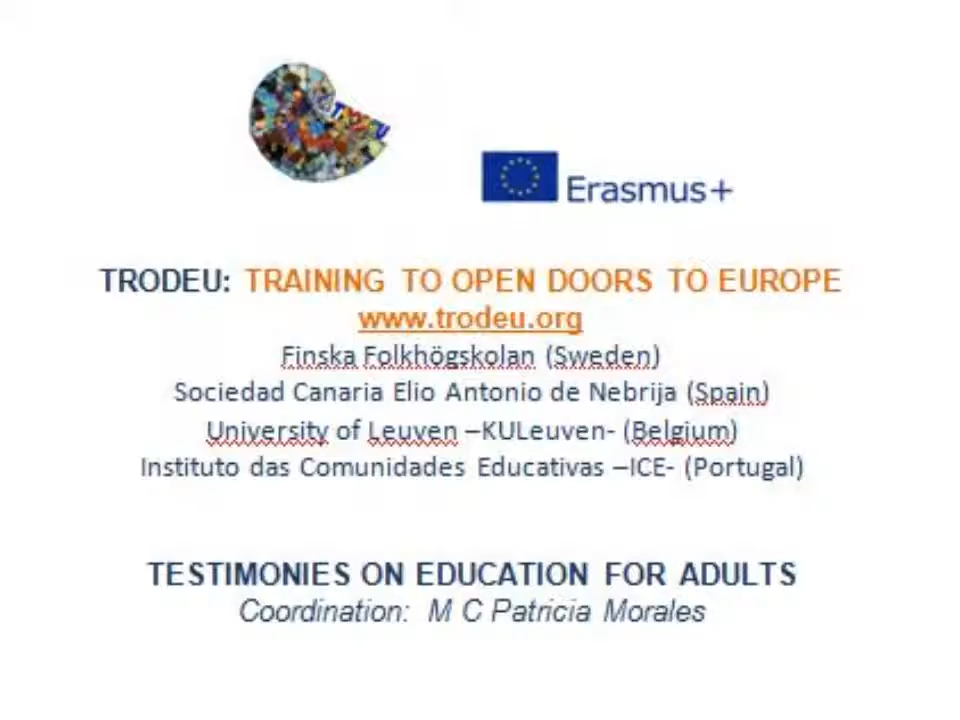 TRODEU
Erasmus+
TRODEU: TRAINING TO OPEN DOORS TO EUROPE
www.trodeu.org
Finska Folkhögskolan (Sweden)
Sociedad Canaria Elio Antonio de Nebrija (Spain)
University of Leuven –KULeuven- (Belgium)
Instituto das Comunidades Educativas –ICE- (Portugal)
TESTIMONIES ON EDUCATION FOR ADULTS
Coordination: M C Patricia Morales